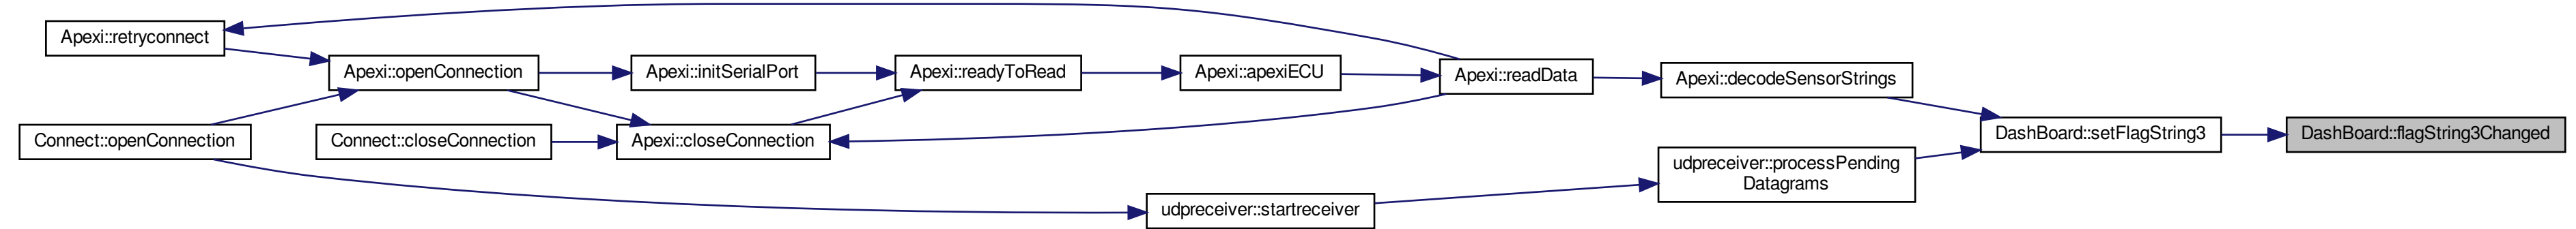 Apexi::retryconnect
Apexi::openConnection
Apexi::initSerialPort
Apexi::readyToRead
Apexi::apexiECU
Apexi::readData
Apexi::decodeSensorStrings
Connect::openConnection
Connect::closeConnection
Apexi::closeConnection
DashBoard::setFlagString3
DashBoard::flagString3Changed
udpreceiver::processPending
Datagrams
udpreceiver::startreceiver